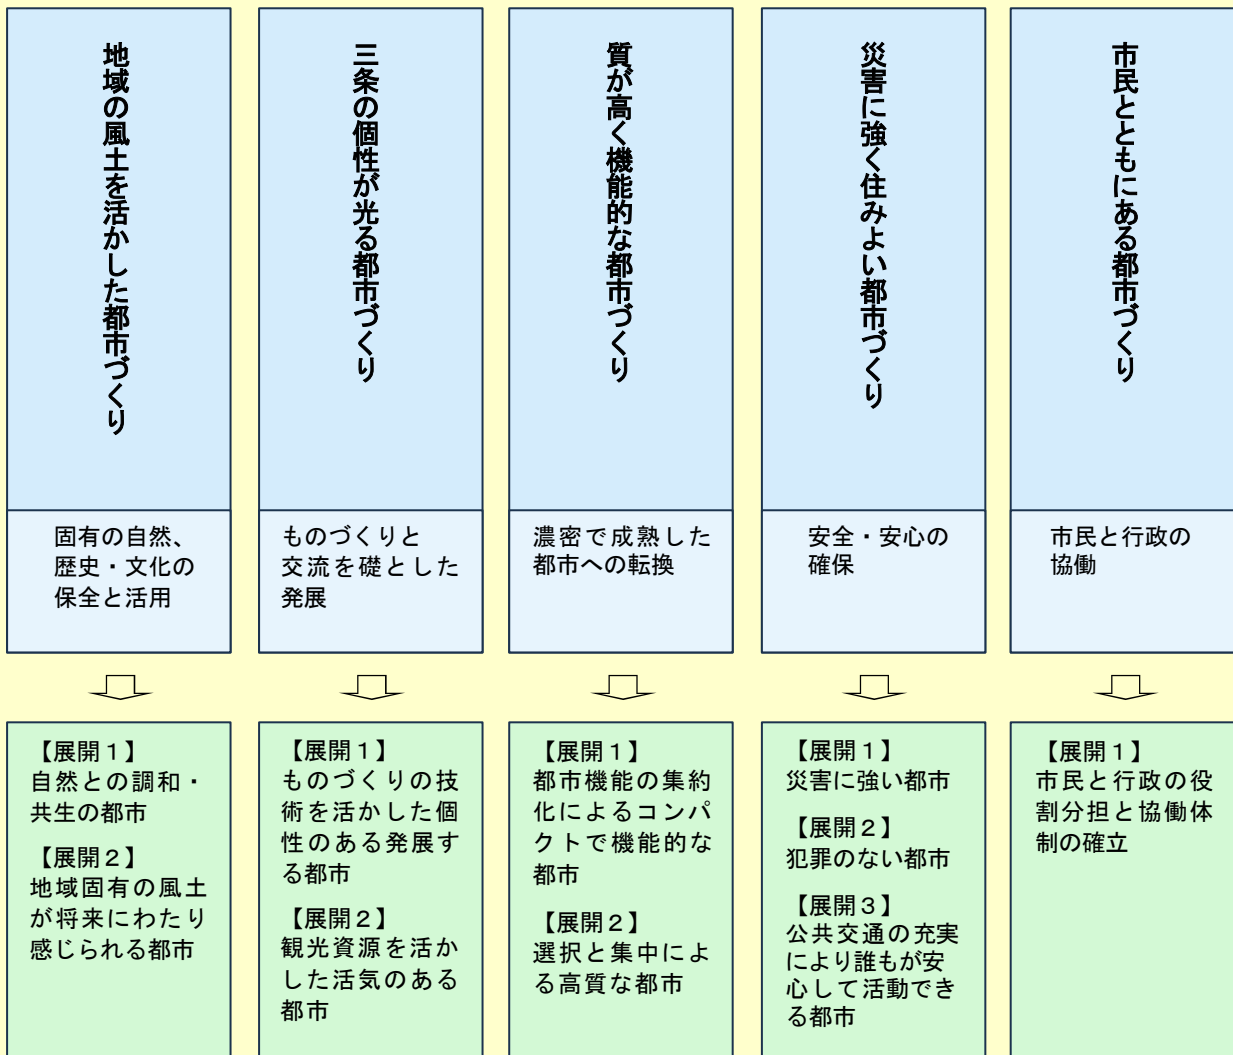 地域の風土を活かした都市づくり
固有の自然、
歴史・文化の
保全と活用
【展開１】
自然との調和・
共生の都市
【展開２】
地域固有の風土
が将来にわたり
感じられる都市
三条の個性が光る都市づくり
ものづくりと
交流を礎とした
発展
【展開１】
ものづくりの技
術を活かした個
性のある発展す
る都市
【展開２】
観光資源を活か
した活気のある
都市
質が高く機能的な都市づくり
濃密で成熟した
都市への転換
【展開１】
都市機能の集約
化によるコンパ
クトで機能的な
都市
【展開２】
選択と集中によ
る高質な都市
災害に強く住みよい都市づくり
安全・安心の
確保
【展開１】
災害に強い都市
【展開２】
犯罪のない都市
【展開３】
公共交通の充実
により誰もが安
心して活動でき
る都市
市民とともにある都市づくり
市民と行政の
協働
【展開１】
市民と行政の役
割分担と協働体
制の確立